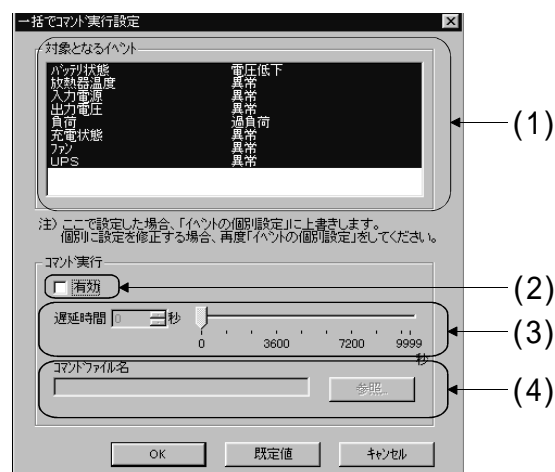 一括でコマンド実行設定
対象となるイベント
バッテリ状態 電圧低下
放熱器温度 異常
入力電源 異常
出力電圧 異常
負荷 過負荷
充電状態 異常
ファン 異常
UPS 異常
(1)
注) ここで設定した場合、「イベントの個別設定」に上書きします。
個別に設定を修正する場合、再度「イベントの個別設定」をしてください。
コマンド実行
有効
(2)
遅延時間 0 秒
0 3600 7200 9999
秒
(3)
コマンドファイル名
参照...
(4)
OK 既定値 キャンセル